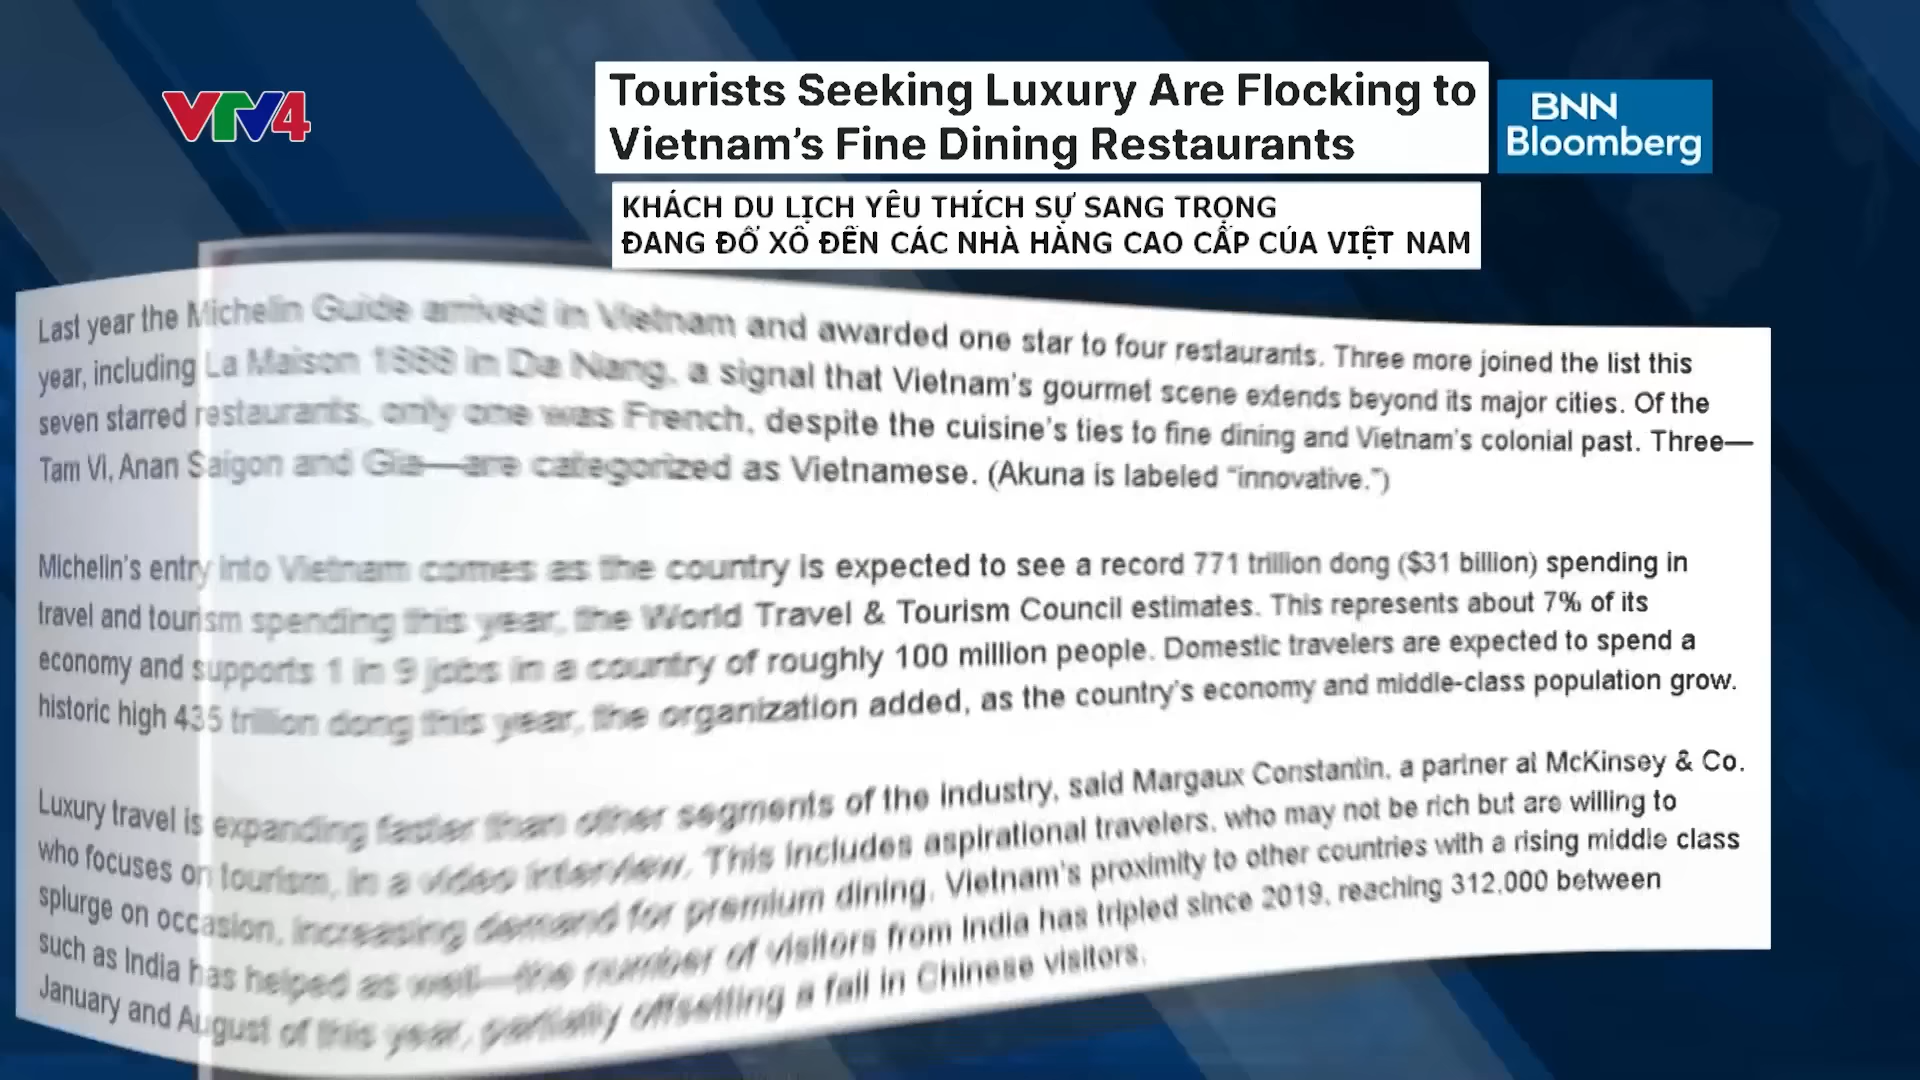 VTV4
Tourists Seeking Luxury Are Flocking to
Vietnam's Fine Dining Restaurants
BNN
Bloomberg
KHÁCH DU LỊCH YÊU THÍCH SỰ SANG TRỌNG
ĐANG ĐỔ XÔ ĐẾN CÁC NHÀ HÀNG CAO CẤP CỦA VIỆT NAM
Last year the Michelin Guide arrived in Vietnam and awarded one star to four restaurants. Three more joined the list this
year, including La Maison 1888 in Da Nang, a signal that Vietnam's gourmet scene extends beyond its major cities. Of the
seven starred restaurants, only one was French, despite the cuisine's ties to fine dining and Vietnam's colonial past. Three—
Tam Vi, Anan Saigon and Gia—are categorized as Vietnamese. (Akuna is labeled "innovative.")
Michelin's entry into Vietnam comes as the country is expected to see a record 771 trillion dong ($31 billion) spending in
travel and tourism spending this year, the World Travel & Tourism Council estimates. This represents about 7% of its
economy and supports 1 in 9 jobs in a country of roughly 100 million people. Domestic travelers are expected to spend a
historic high 435 trillion dong this year, the organization added, as the country's economy and middle-class population grow.
Luxury travel is expanding faster than other segments of the industry, said Margaux Constantin, a partner at McKinsey & Co.
who focuses on tourism, in a video interview. This includes aspirational travelers, who may not be rich but are willing to
splurge on occasion, increasing demand for premium dining. Vietnam's proximity to other countries with a rising middle class
such as India has helped as well—the number of visitors from India has tripled since 2019, reaching 312,000 between
January and August of this year, partially offsetting a fall in Chinese visitors.